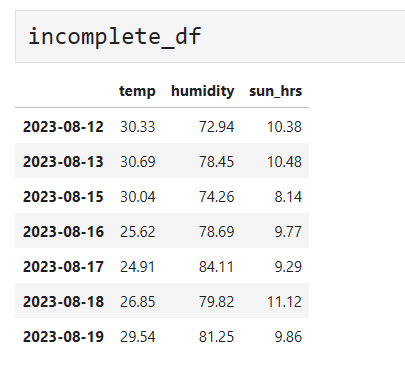 incomplete_df
temp humidity sun_hrs
2023-08-12 30.33 72.94 10.38
2023-08-13 30.69 78.45 10.48
2023-08-15 30.04 74.26 8.14
2023-08-16 25.62 78.69 9.77
2023-08-17 24.91 84.11 9.29
2023-08-18 26.85 79.82 11.12
2023-08-19 29.54 81.25 9.86